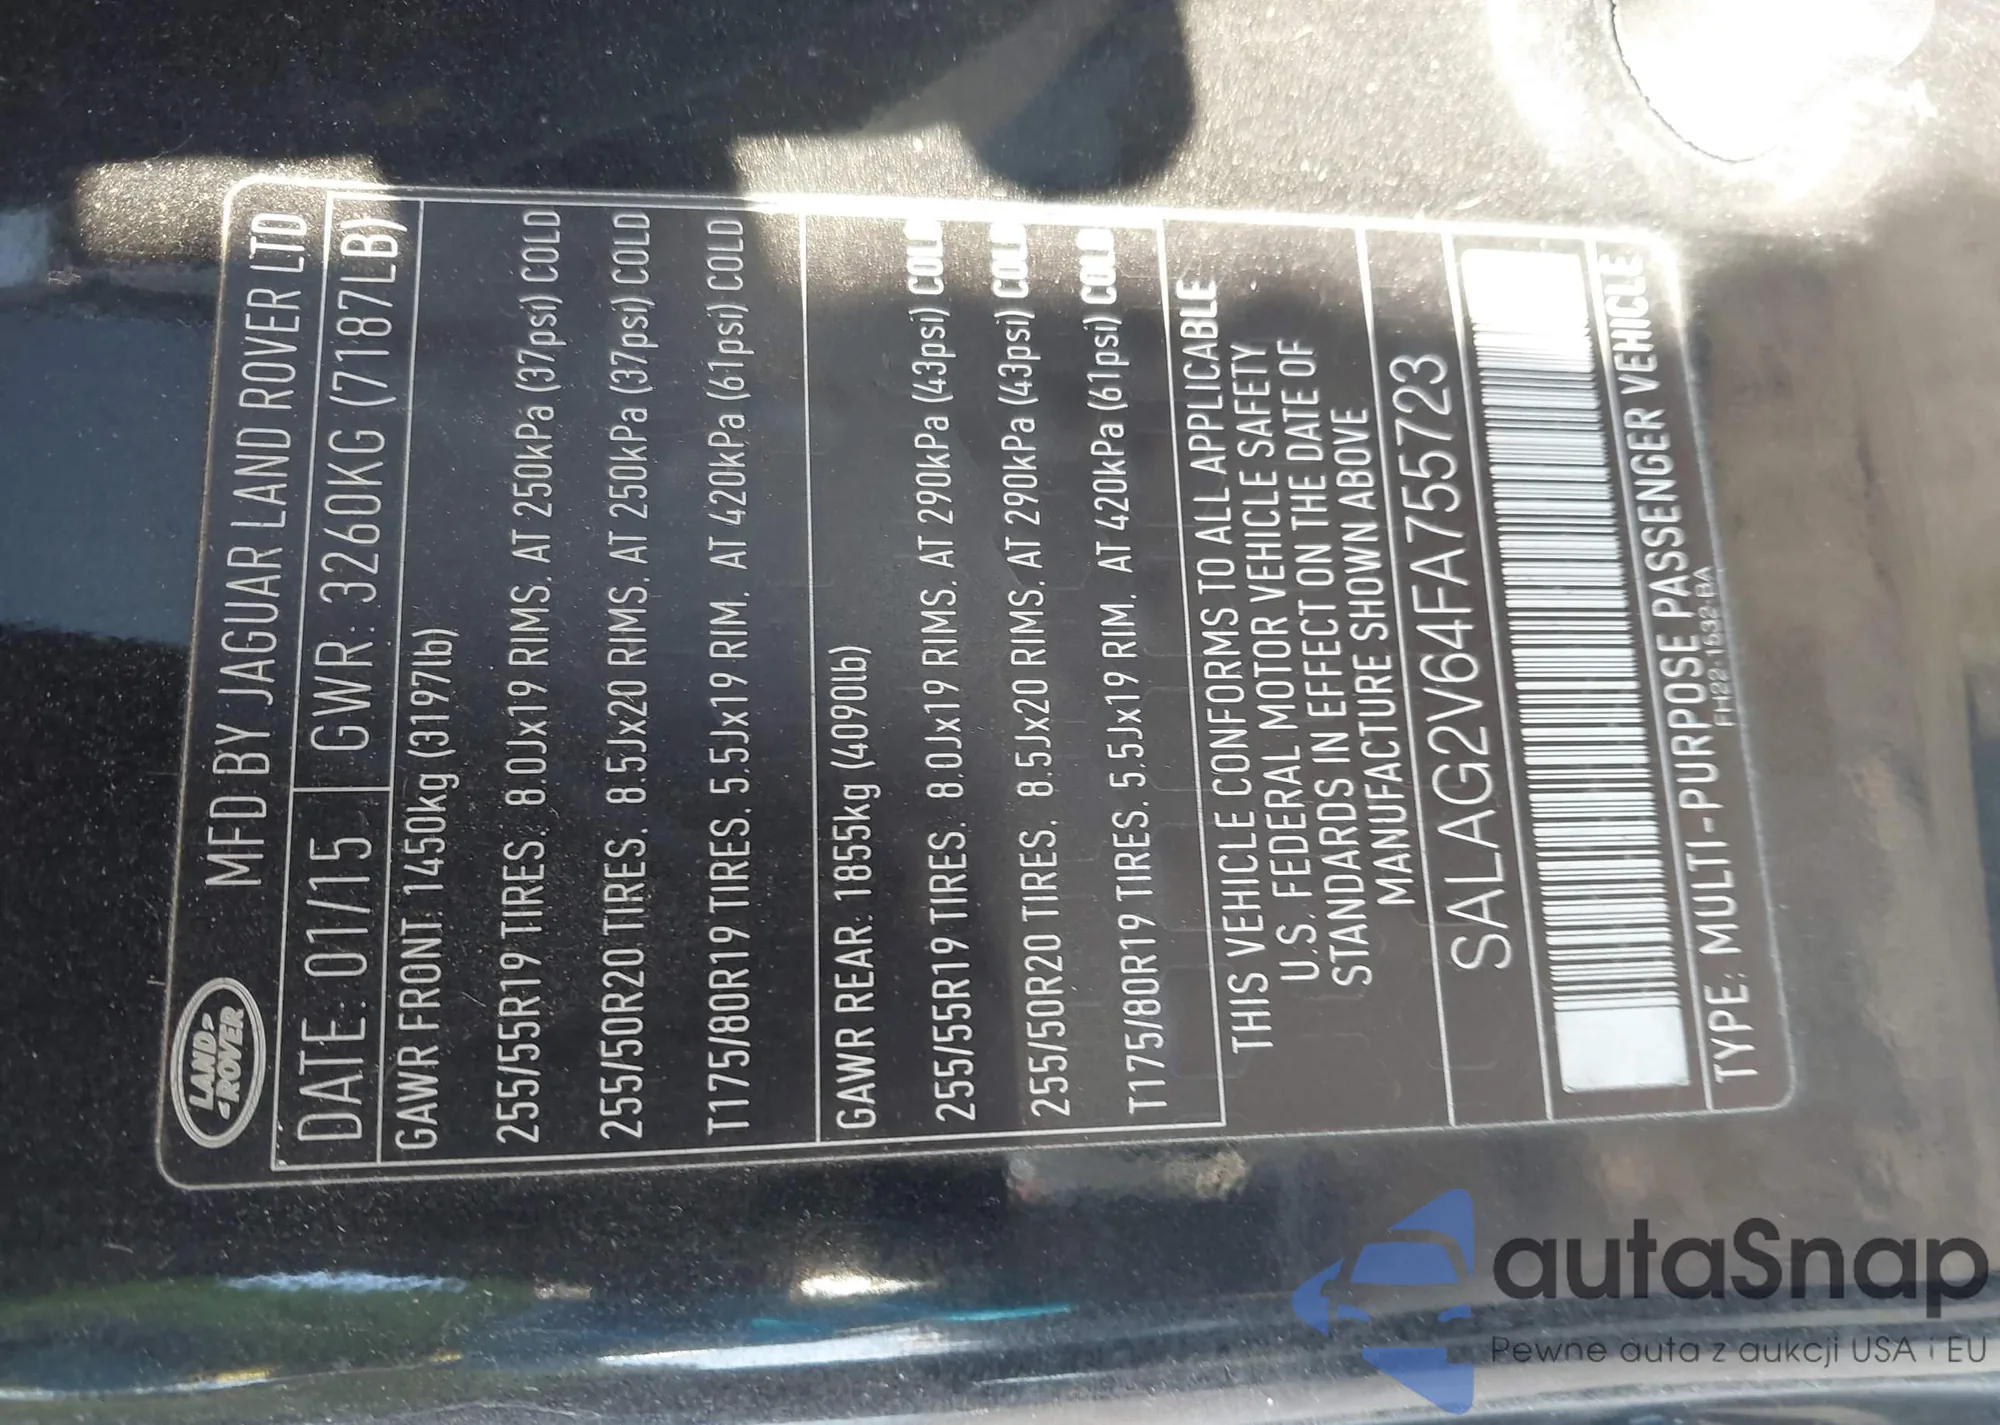 LAND
ROVER
MFD BY JAGUAR LAND ROVER LTD
DATE: 01/15 GWR: 3260KG (7187LB)
GAWR FRONT: 1450kg (3197lb)
255/55R19 TIRES. 8.0Jx19 RIMS. AT 250kPa (37psi) COLD
255/50R20 TIRES. 8.5Jx20 RIMS. AT 250kPa (37psi) COLD
T175/80R19 TIRES. 5.5Jx19 RIM. AT 420kPa (61psi) COLD
GAWR REAR: 1855kg (4090lb)
255/55R19 TIRES. 8.0Jx19 RIMS. AT 290kPa (43psi) COLD
255/50R20 TIRES. 8.5Jx20 RIMS. AT 290kPa (43psi) COLD
T175/80R19 TIRES. 5.5Jx19 RIM. AT 420kPa (61psi) COLD
THIS VEHICLE CONFORMS TO ALL APPLICABLE
U.S. FEDERAL MOTOR VEHICLE SAFETY
STANDARDS IN EFFECT ON THE DATE OF
MANUFACTURE SHOWN ABOVE
SALAG2V64FA755723
TYPE: MULTI-PURPOSE PASSENGER VEHICLE
FH22-1532-BA
autaSnap
Pewne auta z aukcji USA i EU